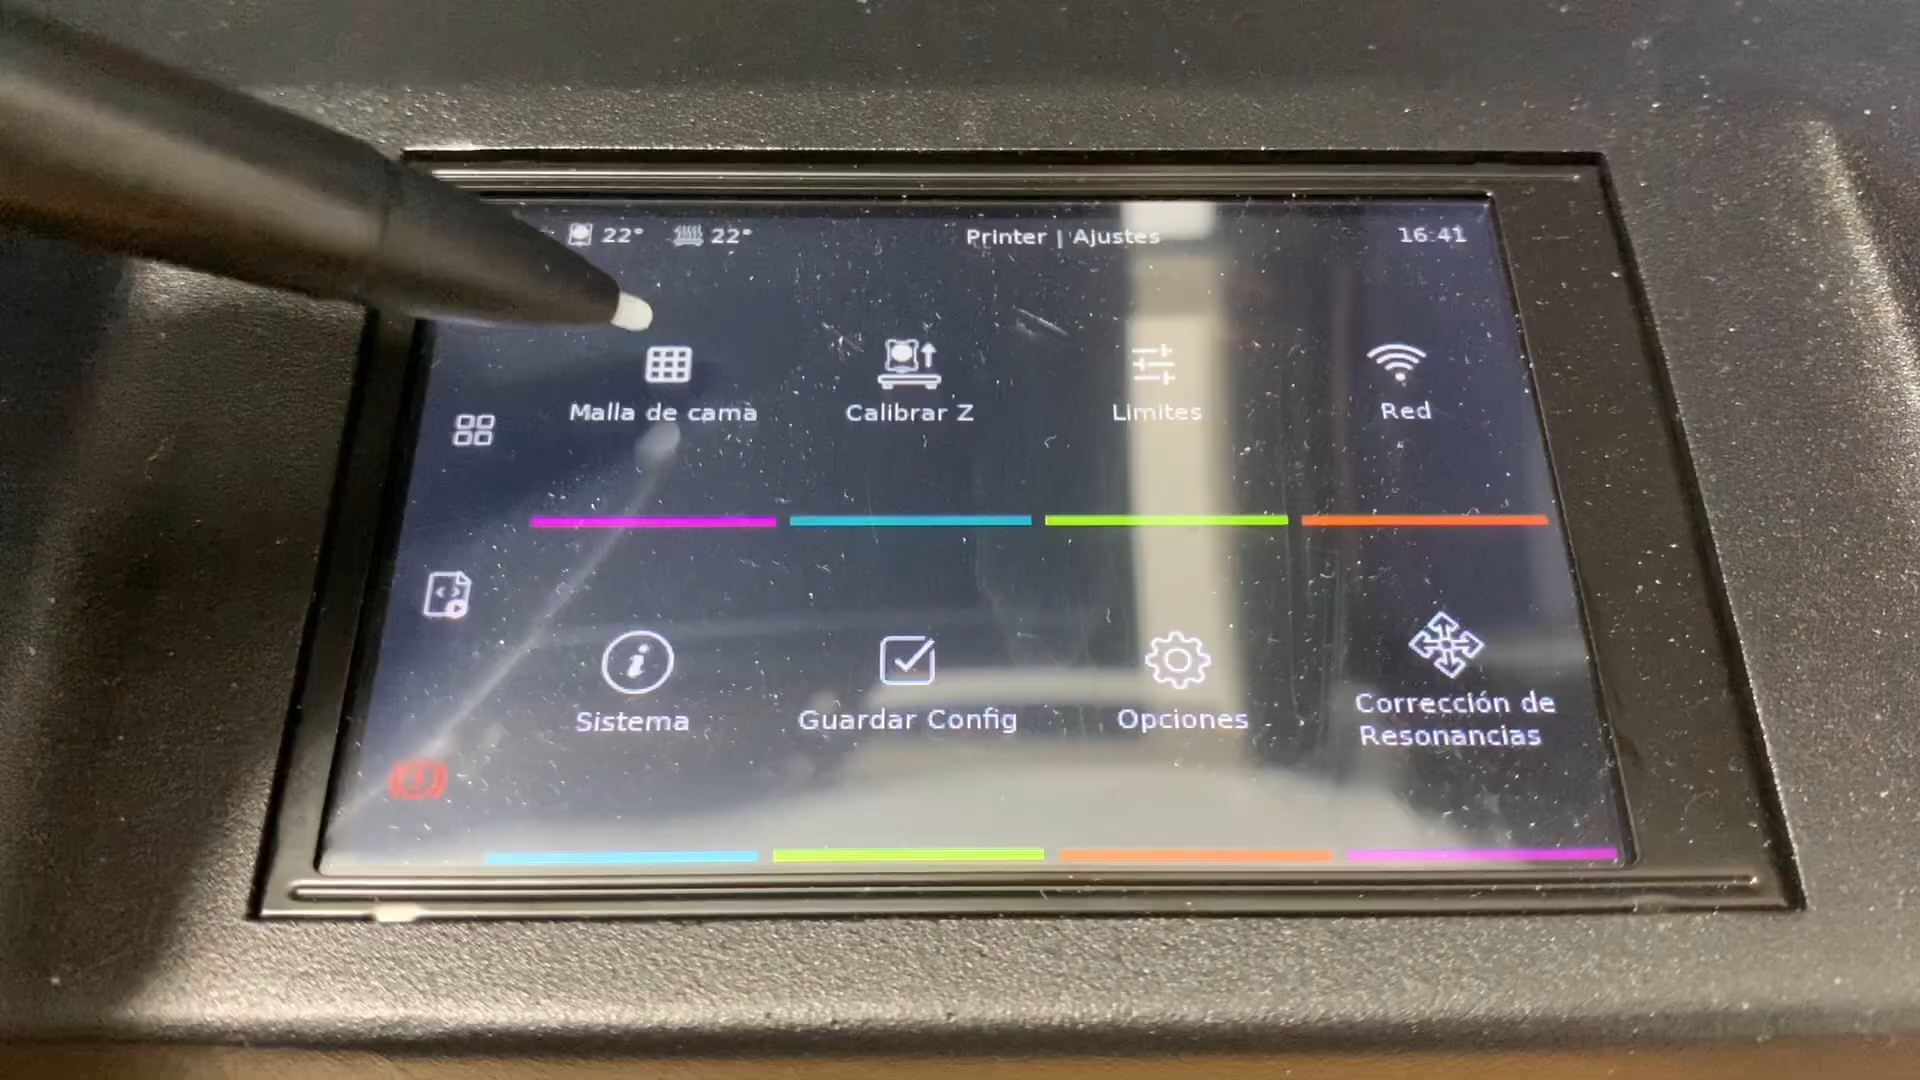 22° 22° Printer | Ajustes 16:41
Malla de cama Calibrar Z Limites Red
Sistema Guardar Config Opciones Corrección de
Resonancias